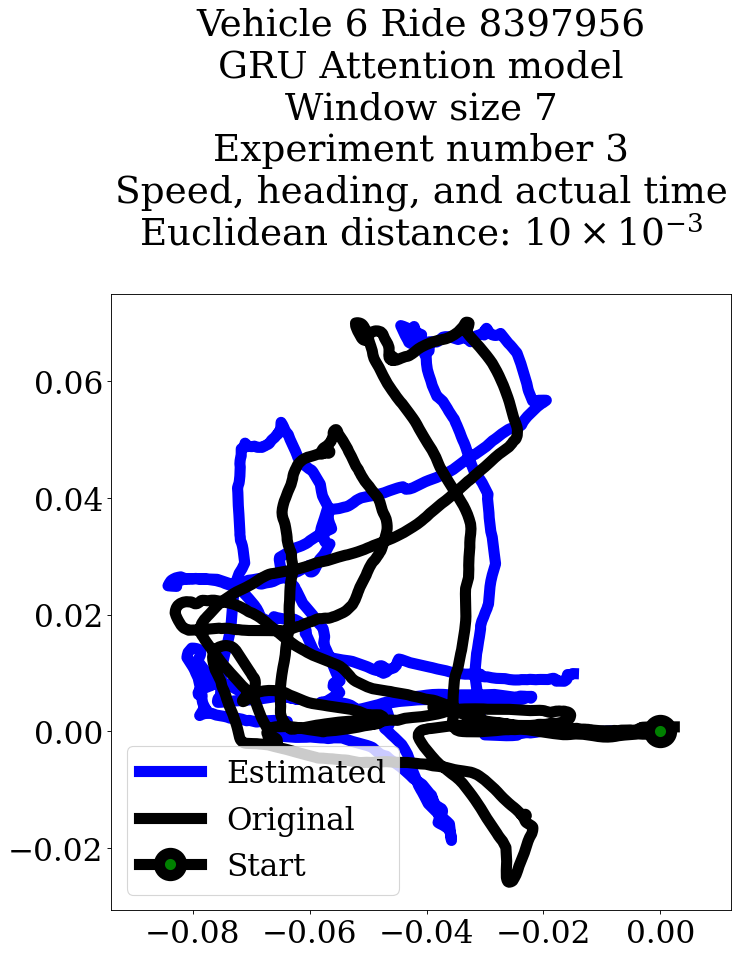 Vehicle 6 Ride 8397956
GRU Attention model
Window size 7
Experiment number 3
Speed, heading, and actual time
Euclidean distance: 10 × 10⁻³
0.06
0.04
0.02
0.00
−0.02
Estimated
Original
Start
−0.08 −0.06 −0.04 −0.02 0.00